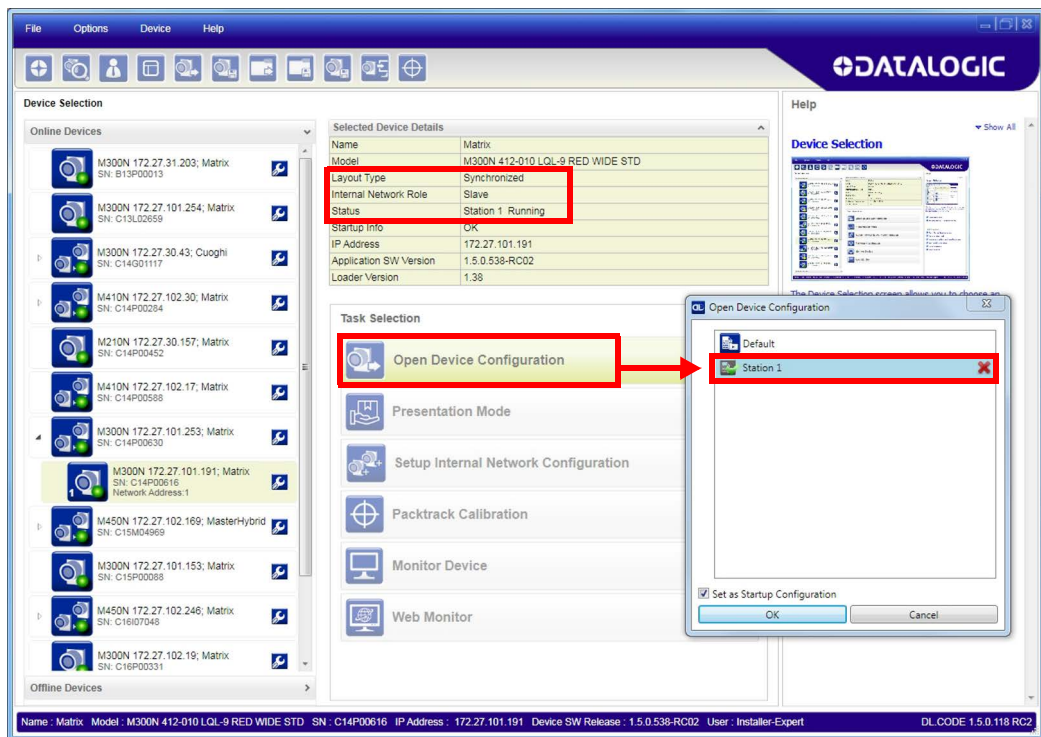 File Options Device Help
DATALOGIC
Device Selection
Online Devices
M300N 172.27.31.203; Matrix
SN: B13P00013
M300N 172.27.101.254; Matrix
SN: C13L02659
M300N 172.27.30.43; Cuoghi
SN: C14G01117
M410N 172.27.102.30; Matrix
SN: C14P00284
M210N 172.27.30.157; Matrix
SN: C14P00452
M410N 172.27.102.17; Matrix
SN: C14P00588
M300N 172.27.101.253; Matrix
SN: C14P00630
M300N 172.27.101.191; Matrix
SN: C14P00616
Network Address:1
1
M450N 172.27.102.169; MasterHybrid
SN: C15M04969
M300N 172.27.101.153; Matrix
SN: C15P00088
M450N 172.27.102.246; Matrix
SN: C16I07048
M300N 172.27.102.19; Matrix
SN: C16P00331
Offline Devices
Selected Device Details
Name Matrix
Model M300N 412-010 LQL-9 RED WIDE STD
Layout Type Synchronized
Internal Network Role Slave
Status Station 1 Running
Startup Info OK
IP Address 172.27.101.191
Application SW Version 1.5.0.538-RC02
Loader Version 1.38
Task Selection
Open Device Configuration
Presentation Mode
Setup Internal Network Configuration
Packtrack Calibration
Monitor Device
Web Monitor
Help
Show All
Device Selection
The Device Selection screen allows you to choose an
DL Open Device Configuration
Default
Station 1
Set as Startup Configuration
OK Cancel
Name : Matrix Model : M300N 412-010 LQL-9 RED WIDE STD SN : C14P00616 IP Address : 172.27.101.191 Device SW Release : 1.5.0.538-RC02 User : Installer-Expert DL.CODE 1.5.0.118 RC2